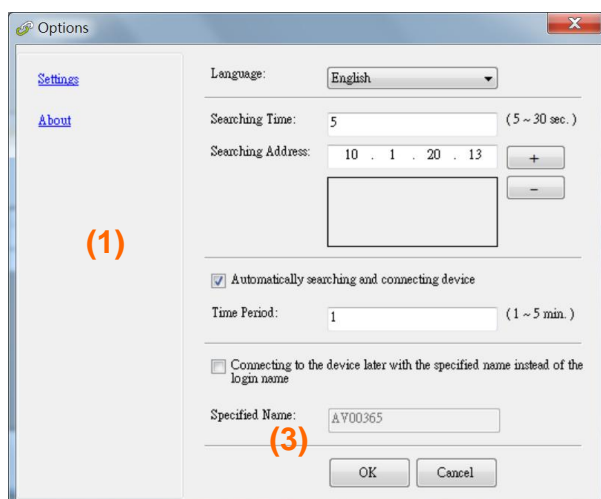 Options
Settings
About
(1)
Language: English
Searching Time: 5 (5 ~ 30 sec.)
Searching Address: 10 . 1 . 20 . 13 +
−
Automatically searching and connecting device
Time Period: 1 (1 ~ 5 min.)
Connecting to the device later with the specified name instead of the
login name
Specified Name: AV00365
(3)
OK Cancel